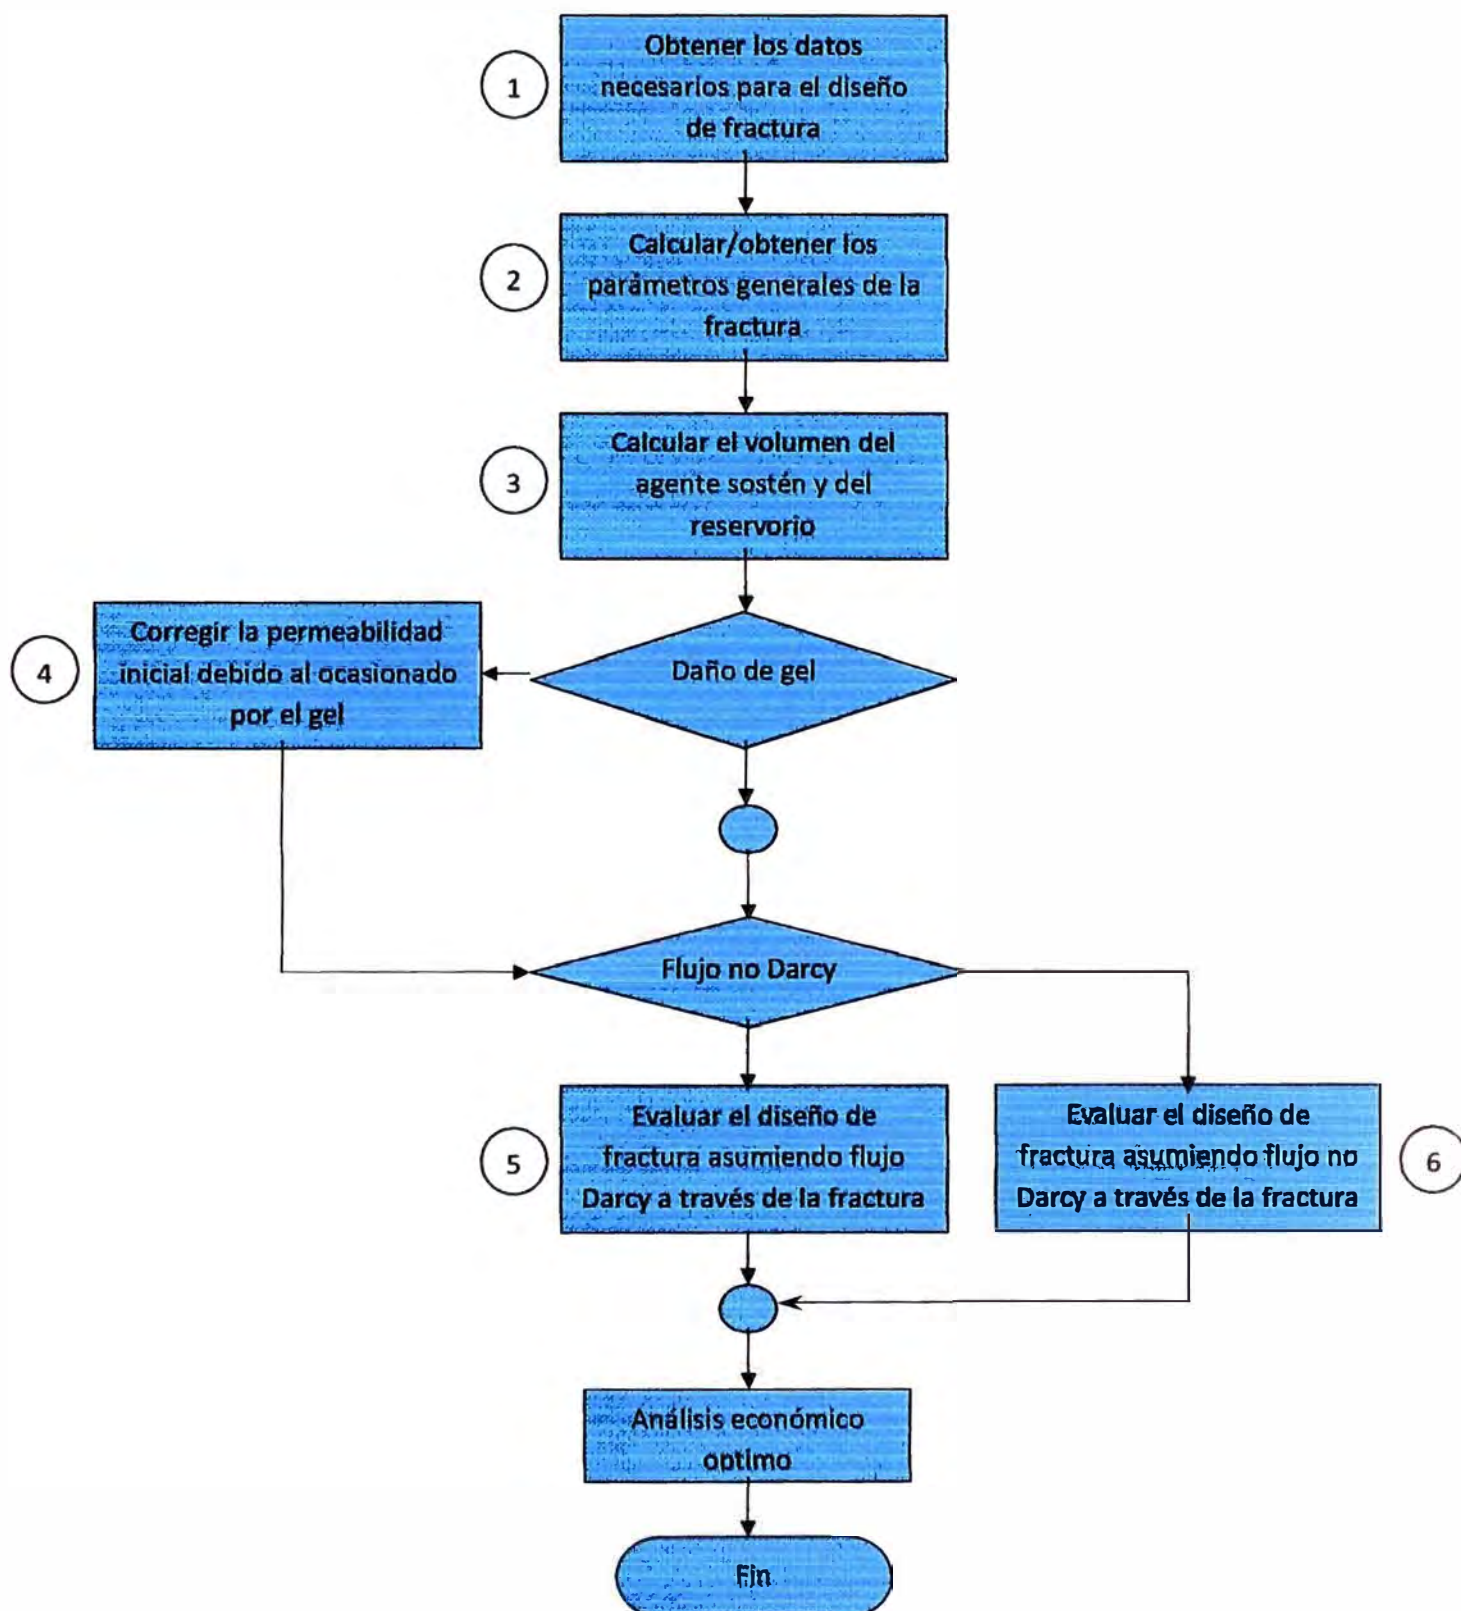 1
Obtener los datos
necesarios para el diseño
de fractura
2
Calcular/obtener los
parámetros generales de la
fractura
3
Calcular el volumen del
agente sostén y del
reservorio
4
Corregir la permeabilidad
inicial debido al ocasionado
por el gel
Daño de gel
Flujo no Darcy
5
Evaluar el diseño de
fractura asumiendo flujo
Darcy a través de la fractura
Evaluar el diseño de
fractura asumiendo flujo no
Darcy a través de la fractura
6
Análisis económico
optimo
Fin